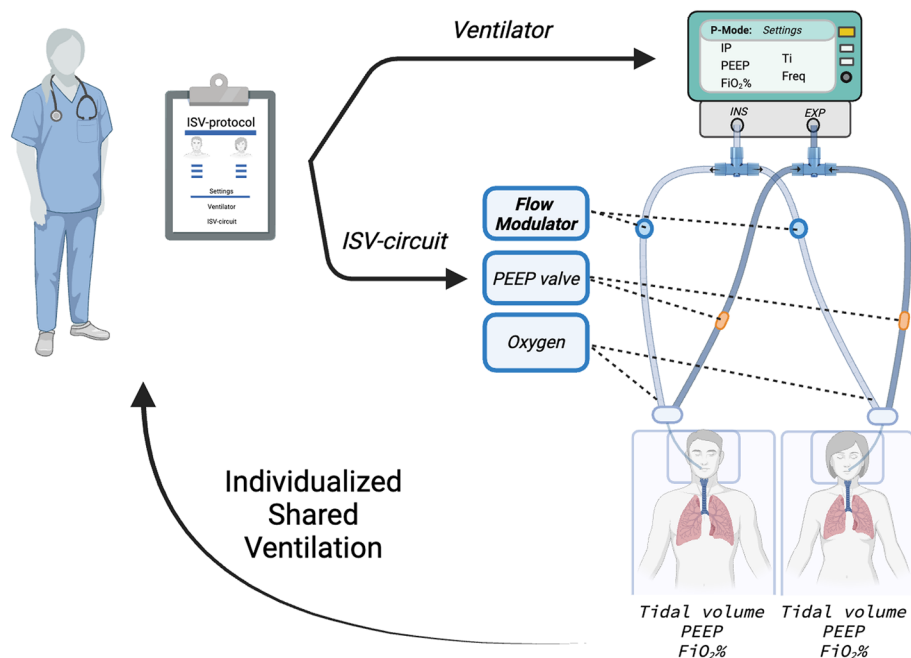 Ventilator
P-Mode: Settings
IP
PEEP
FiO₂%
Ti
Freq
INS
EXP
ISV-protocol
Settings
Ventilator
ISV-circuit
ISV-circuit
Flow
Modulator
PEEP valve
Oxygen
Individualized
Shared
Ventilation
Tidal volume
PEEP
FiO₂%
Tidal volume
PEEP
FiO₂%